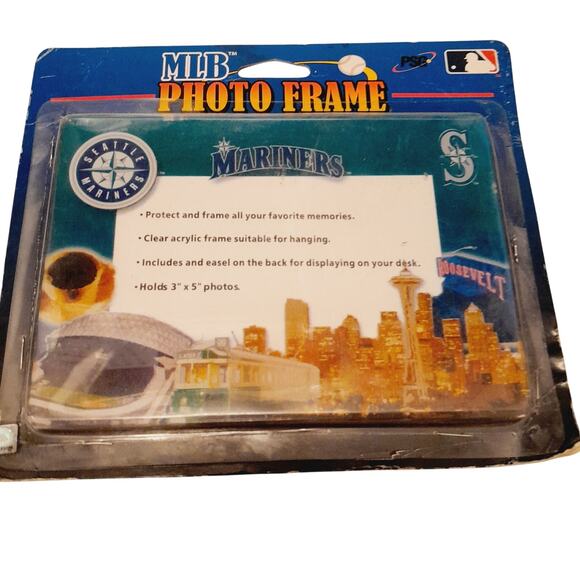 MLB™
PSG
PHOTO FRAME
SEATTLE
MARINERS
MARINERS™
S
• Protect and frame all your favorite memories.
• Clear acrylic frame suitable for hanging.
• Includes and easel on the back for displaying on your desk.
• Holds 3" x 5" photos.
ROOSEVELT